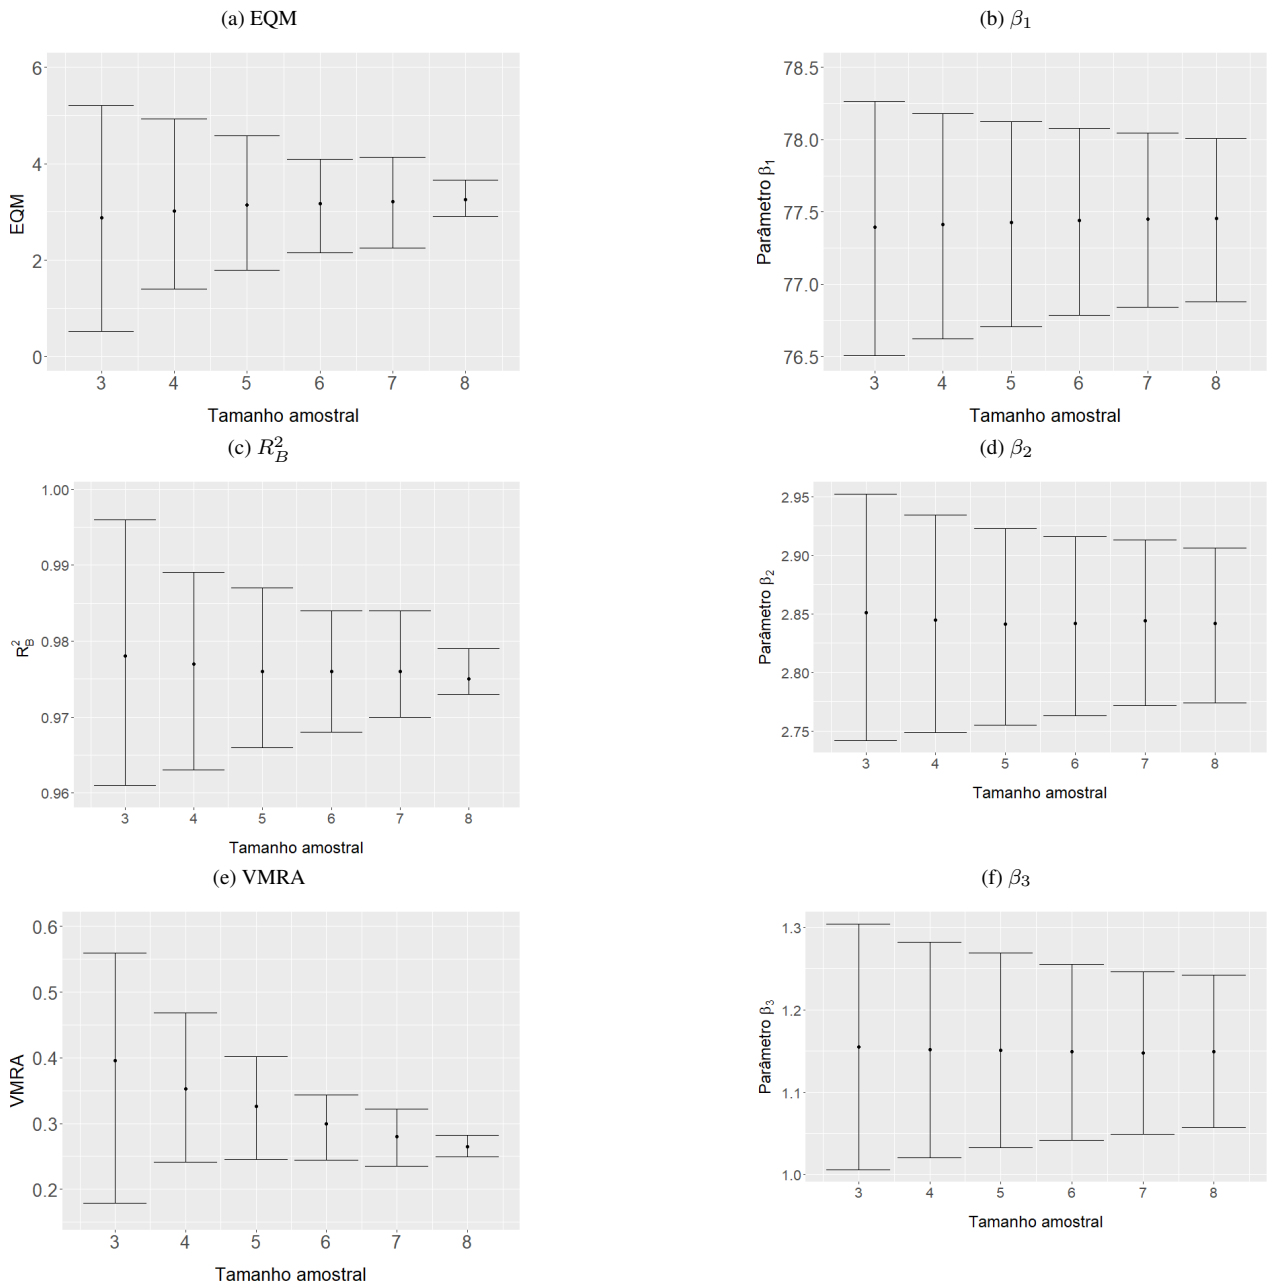 (a) EQM
6
4
2
0
EQM
3 4 5 6 7 8
Tamanho amostral
(b) β₁
78.5
78.0
77.5
77.0
76.5
Parâmetro β₁
3 4 5 6 7 8
Tamanho amostral
(c) R²_B
1.00
0.99
0.98
0.97
0.96
R²_B
3 4 5 6 7 8
Tamanho amostral
(d) β₂
2.95
2.90
2.85
2.80
2.75
Parâmetro β₂
3 4 5 6 7 8
Tamanho amostral
(e) VMRA
0.6
0.5
0.4
0.3
0.2
VMRA
3 4 5 6 7 8
Tamanho amostral
(f) β₃
1.3
1.2
1.1
1.0
Parâmetro β₃
3 4 5 6 7 8
Tamanho amostral